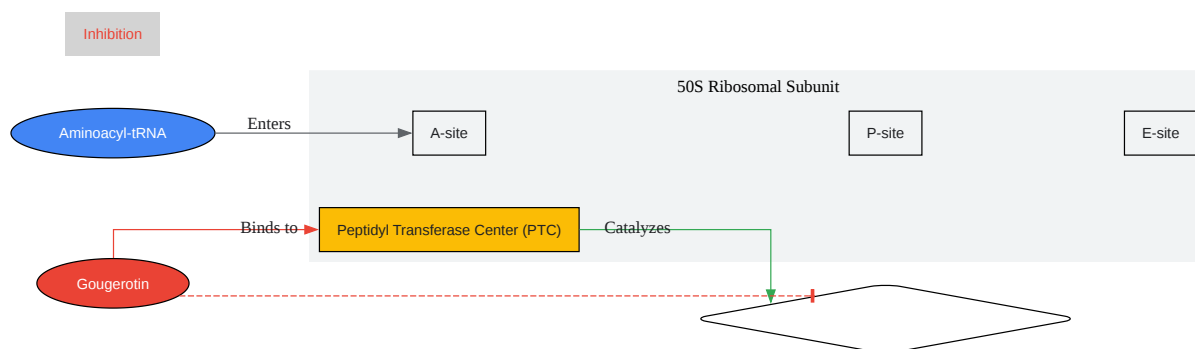 Inhibition
50S Ribosomal Subunit
Aminoacyl-tRNA
Enters
A-site
P-site
E-site
Binds to
Peptidyl Transferase Center (PTC)
Catalyzes
Gougerotin